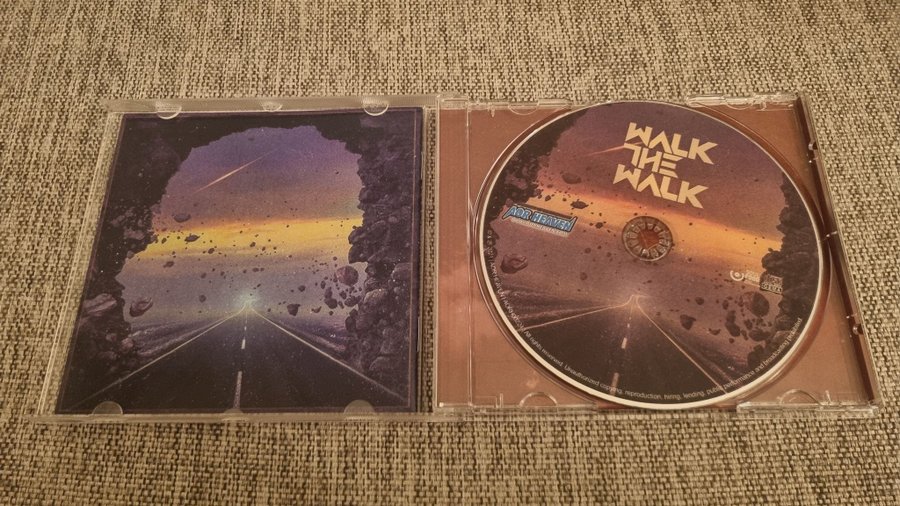 WALK
THE
WALK
AOR HEAVEN
All rights reserved. Unauthorized copying, reproduction, hiring, lending, public performance and broadcasting prohibited